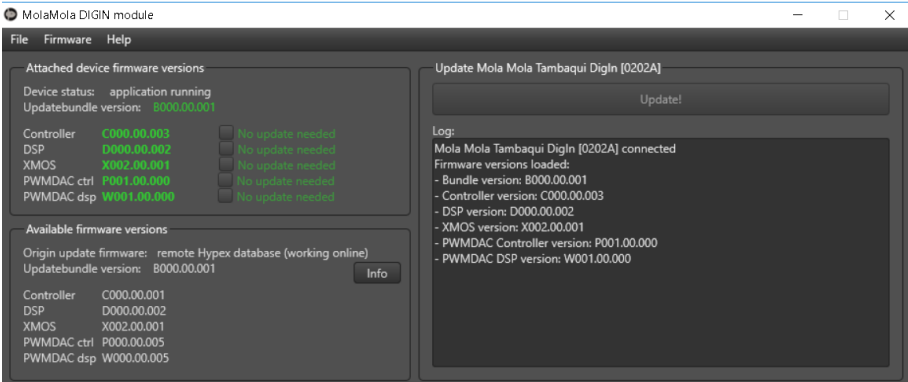 MolaMola DIGIN module
File Firmware Help
Attached device firmware versions
Device status: application running
Updatebundle version: B000.00.001
Controller C000.00.003 No update needed
DSP D000.00.002 No update needed
XMOS X002.00.001 No update needed
PWMDAC ctrl P001.00.000 No update needed
PWMDAC dsp W001.00.000 No update needed
Available firmware versions
Origin update firmware: remote Hypex database (working online)
Updatebundle version: B000.00.001
Info
Controller C000.00.001
DSP D000.00.002
XMOS X002.00.001
PWMDAC ctrl P000.00.005
PWMDAC dsp W000.00.005
Update Mola Mola Tambaqui DigIn [0202A]
Update!
Log:
Mola Mola Tambaqui DigIn [0202A] connected
Firmware versions loaded:
- Bundle version: B000.00.001
- Controller version: C000.00.003
- DSP version: D000.00.002
- XMOS version: X002.00.001
- PWMDAC Controller version: P001.00.000
- PWMDAC DSP version: W001.00.000